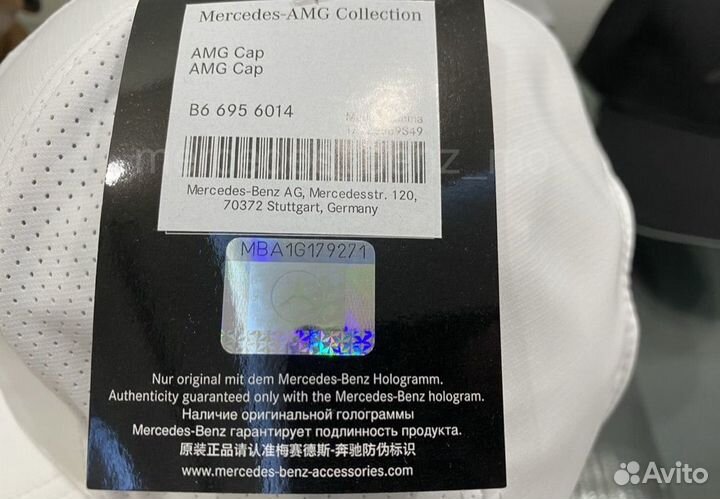 Mercedes-AMG Collection
AMG Cap
AMG Cap
B6 695 6014
Mercedes-Benz AG, Mercedesstr. 120,
70372 Stuttgart, Germany
MBA1G179271
Nur original mit dem Mercedes-Benz Hologramm.
Authenticity guaranteed only with the Mercedes-Benz hologram.
Наличие оригинальной голограммы
Mercedes-Benz гарантирует подлинность продукта.
原装正品请认准梅赛德斯-奔驰防伪标识
www.mercedes-benz-accessories.com
Avito